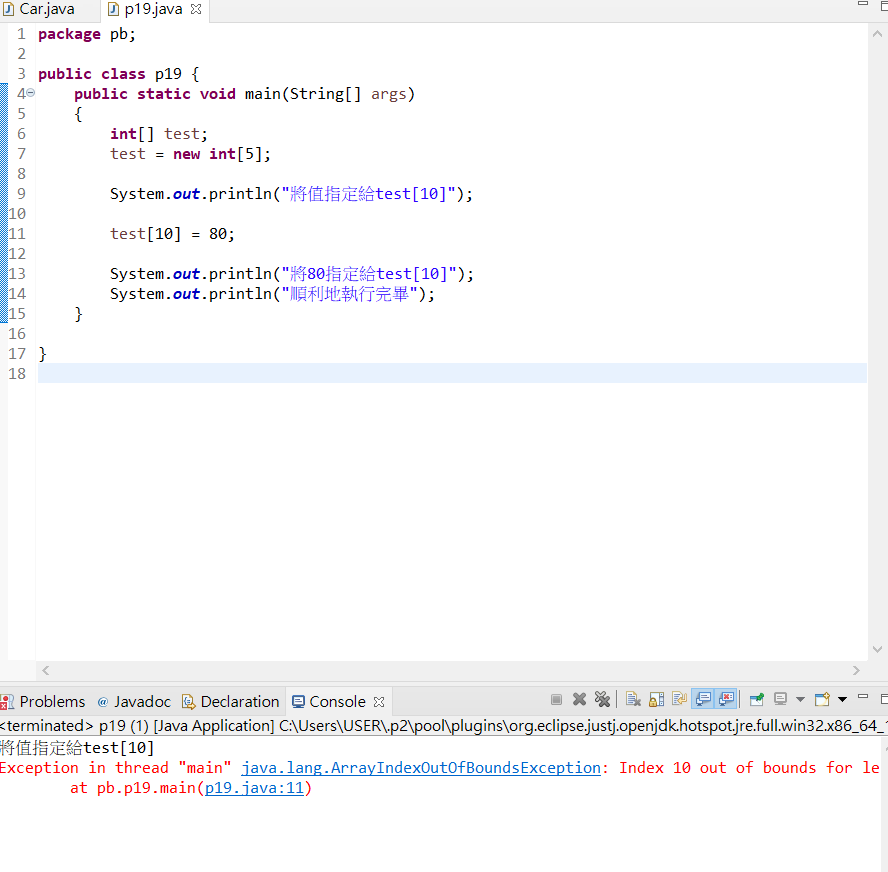 Car.java p19.java
1 package pb;
2
3 public class p19 {
4 public static void main(String[] args)
5 {
6 int[] test;
7 test = new int[5];
8
9 System.out.println("將值指定給test[10]");
10
11 test[10] = 80;
12
13 System.out.println("將80指定給test[10]");
14 System.out.println("順利地執行完畢");
15 }
16
17 }
18
Problems @ Javadoc Declaration Console
<terminated> p19 (1) [Java Application] C:\Users\USER\.p2\pool\plugins\org.eclipse.justj.openjdk.hotspot.jre.full.win32.x86_64_1
將值指定給test[10]
Exception in thread "main" java.lang.ArrayIndexOutOfBoundsException: Index 10 out of bounds for le
at pb.p19.main(p19.java:11)